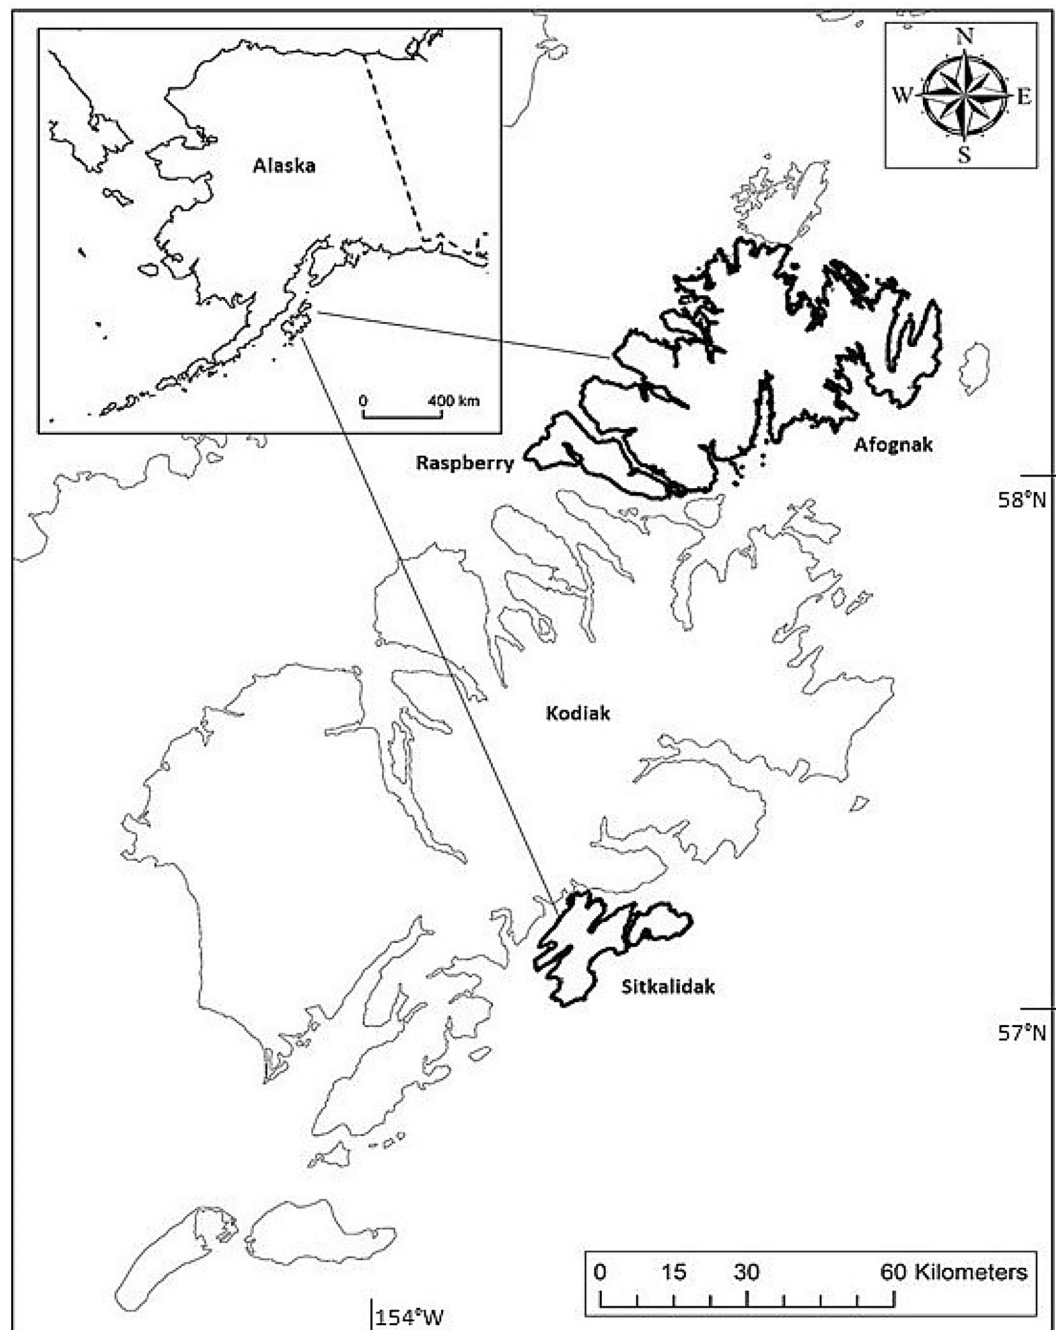 N
W E
S
Alaska
0 400 km
Raspberry
Afognak
58°N
Kodiak
Sitkalidak
57°N
0 15 30 60 Kilometers
154°W